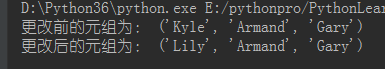 D:\Python36\python.exe E:/pythonpro/PythonLear
更改前的元组为: ('Kyle', 'Armand', 'Gary')
更改后的元组为: ('Lily', 'Armand', 'Gary')